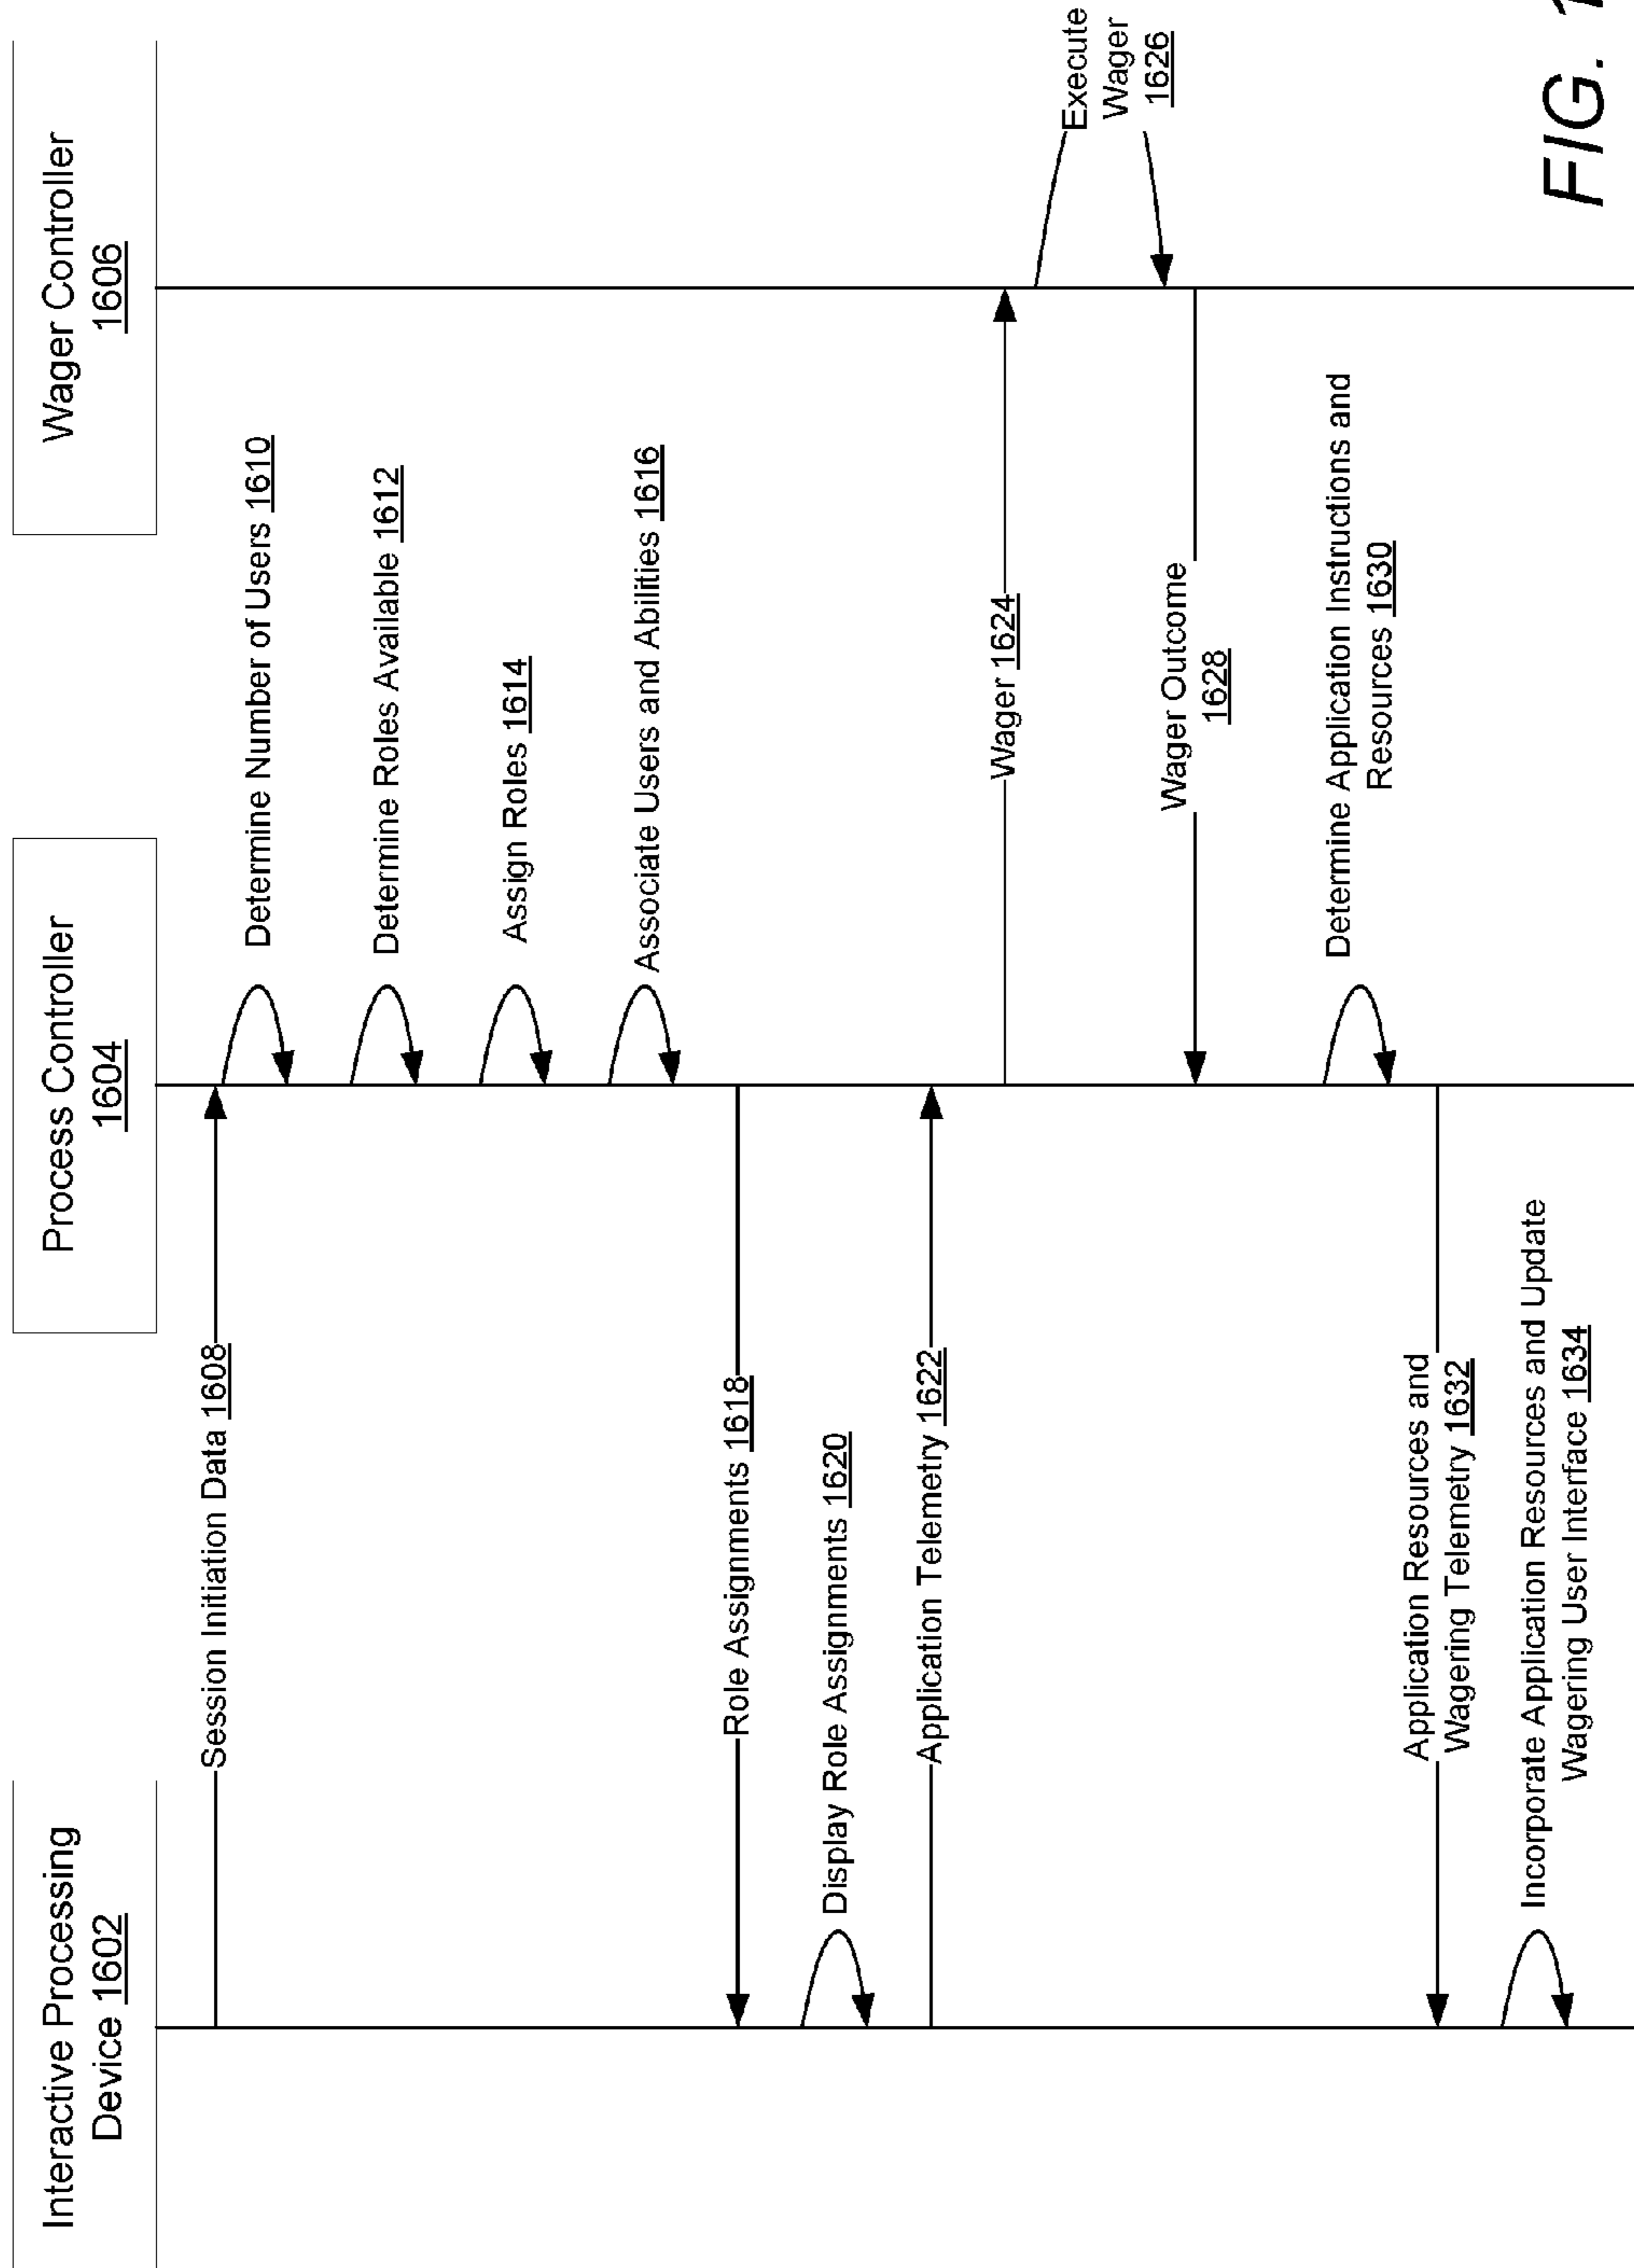 Interactive Processing
Device 1602
Process Controller
1604
Wager Controller
1606
Session Initiation Data 1608
Determine Number of Users 1610
Determine Roles Available 1612
Assign Roles 1614
Associate Users and Abilities 1616
Role Assignments 1618
Display Role Assignments 1620
Application Telemetry 1622
Wager 1624
Execute
Wager
1626
Wager Outcome
1628
Determine Application Instructions and
Resources 1630
Application Resources and
Wagering Telemetry 1632
Incorporate Application Resources and Update
Wagering User Interface 1634
FIG.